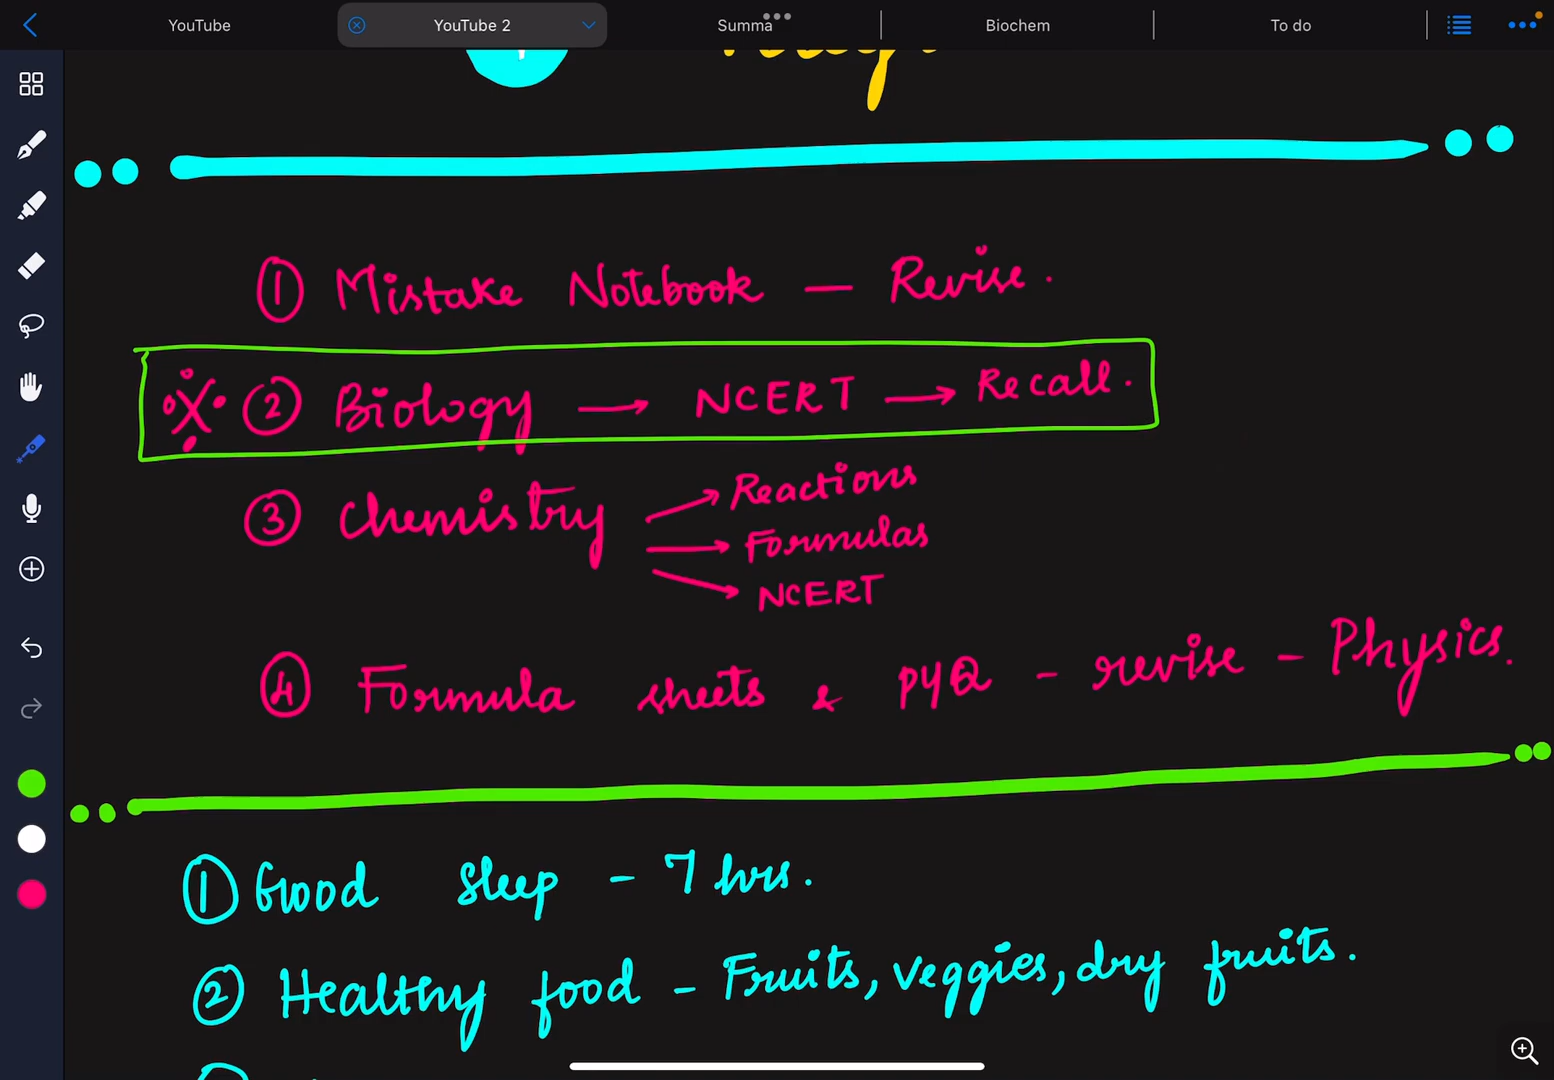 YouTube YouTube 2 Summa Biochem To do
① Mistake Notebook — Revise.
② Biology → NCERT → Recall.
③ Chemistry → Reactions
→ Formulas
→ NCERT
④ Formula sheets & PYQ - revise - Physics.
① Good Sleep - 7 hrs.
② Healthy food - Fruits, veggies, dry fruits.